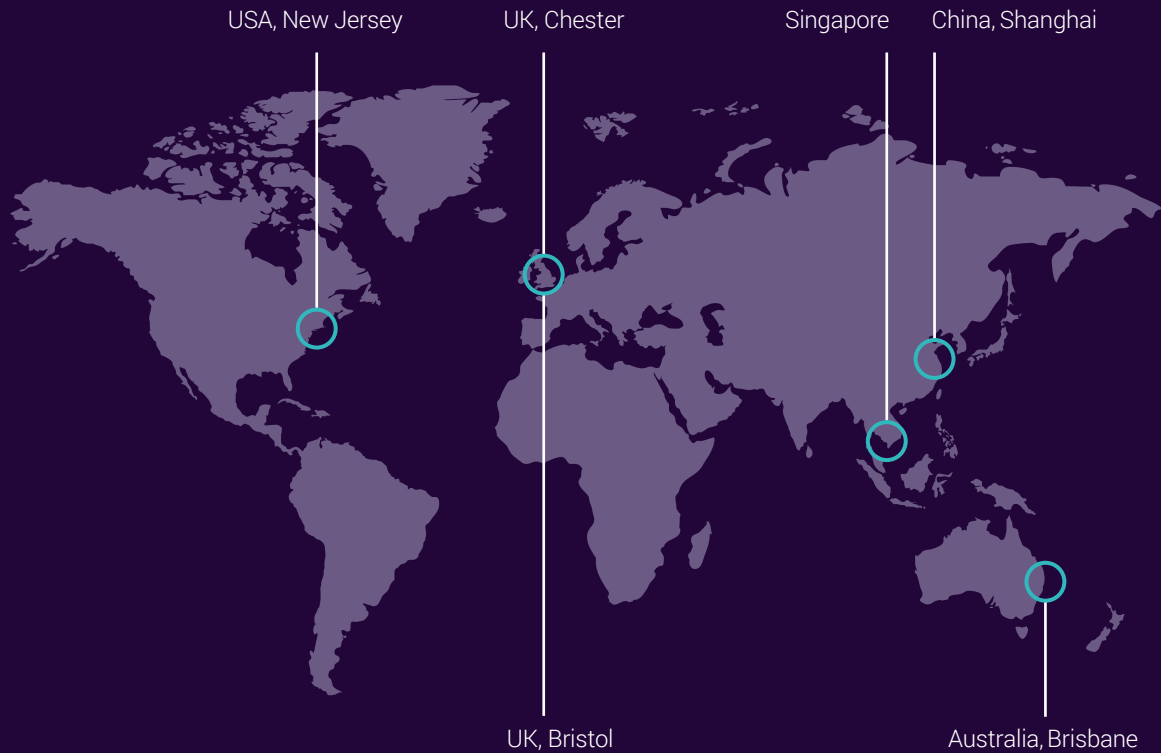 USA, New Jersey
UK, Chester
Singapore
China, Shanghai
UK, Bristol
Australia, Brisbane